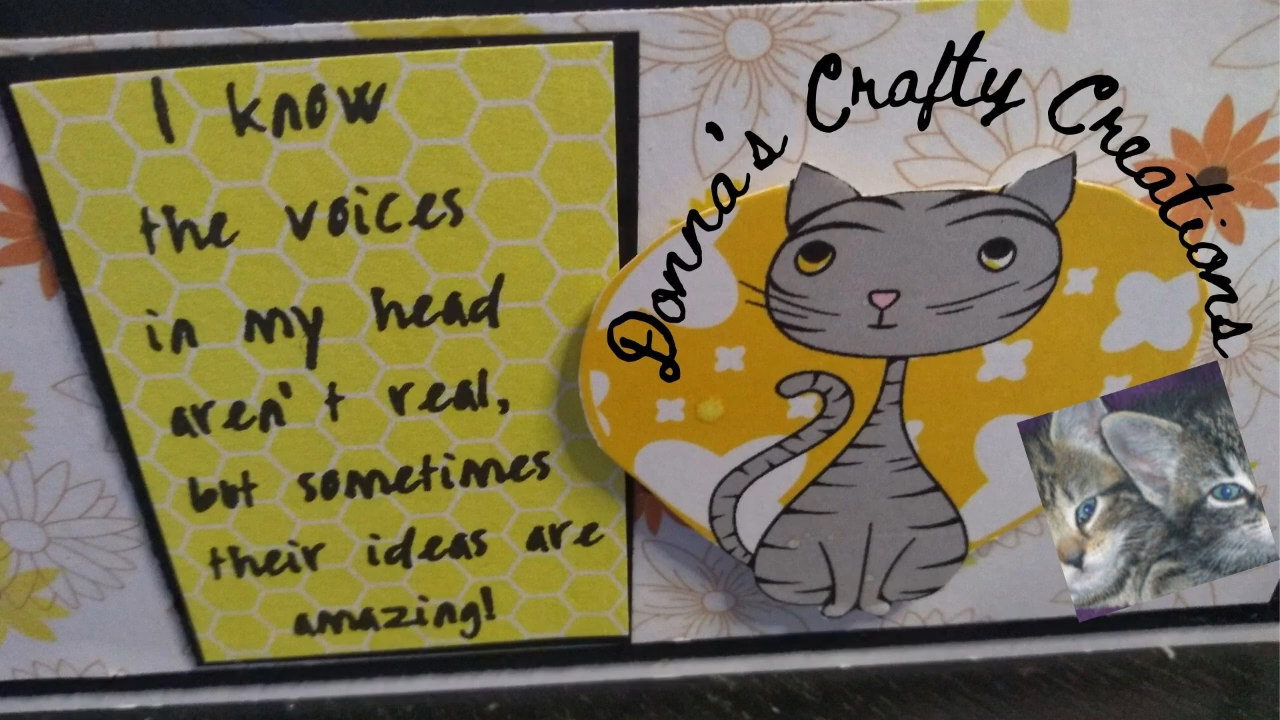 I know
the voices
in my head
aren't real,
but sometimes
their ideas are
amazing!
Donna's Crafty Creations